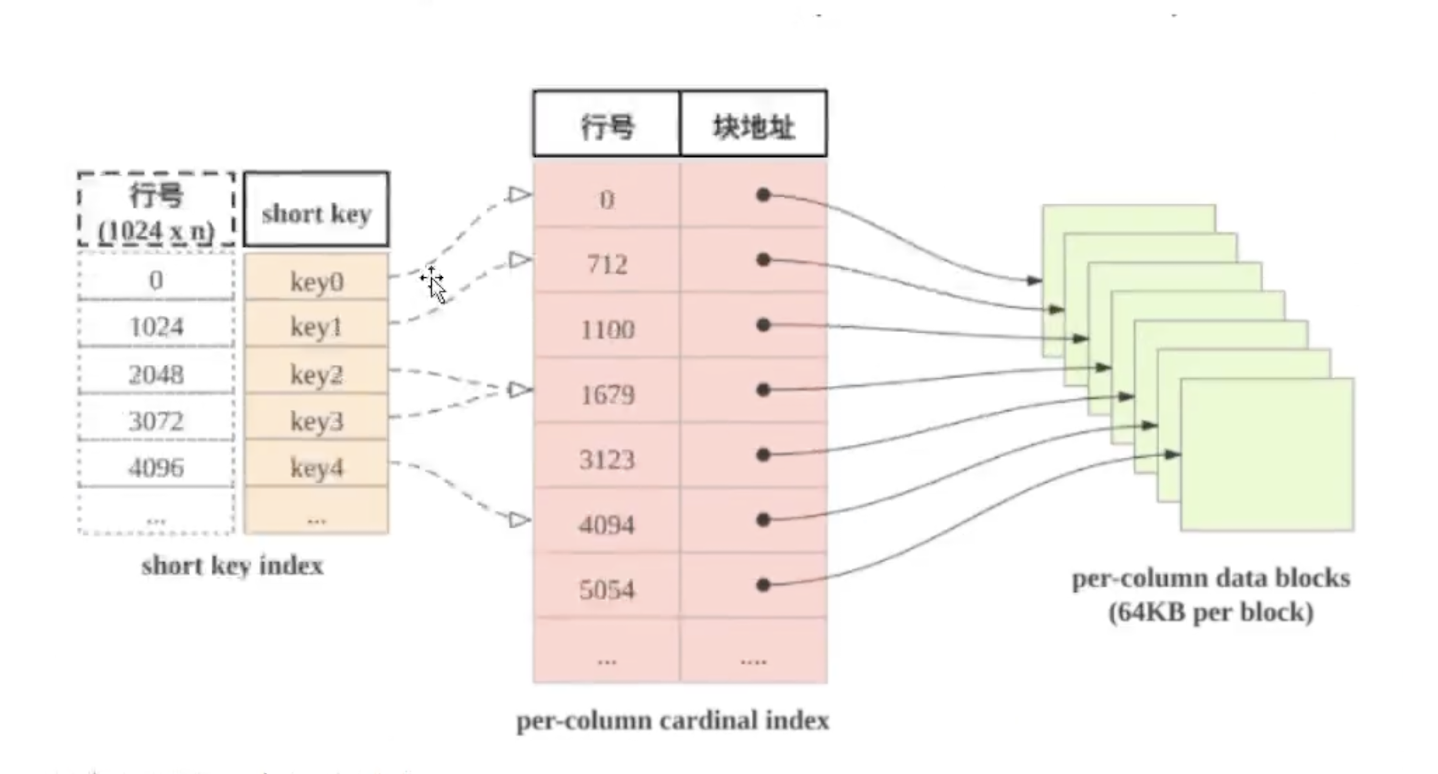 行号
(1024 x n)
short key
0
key0
1024
key1
2048
key2
3072
key3
4096
key4
...
...
short key index
行号
块地址
0
712
1100
1679
3123
4094
5054
...
....
per-column cardinal index
per-column data blocks
(64KB per block)